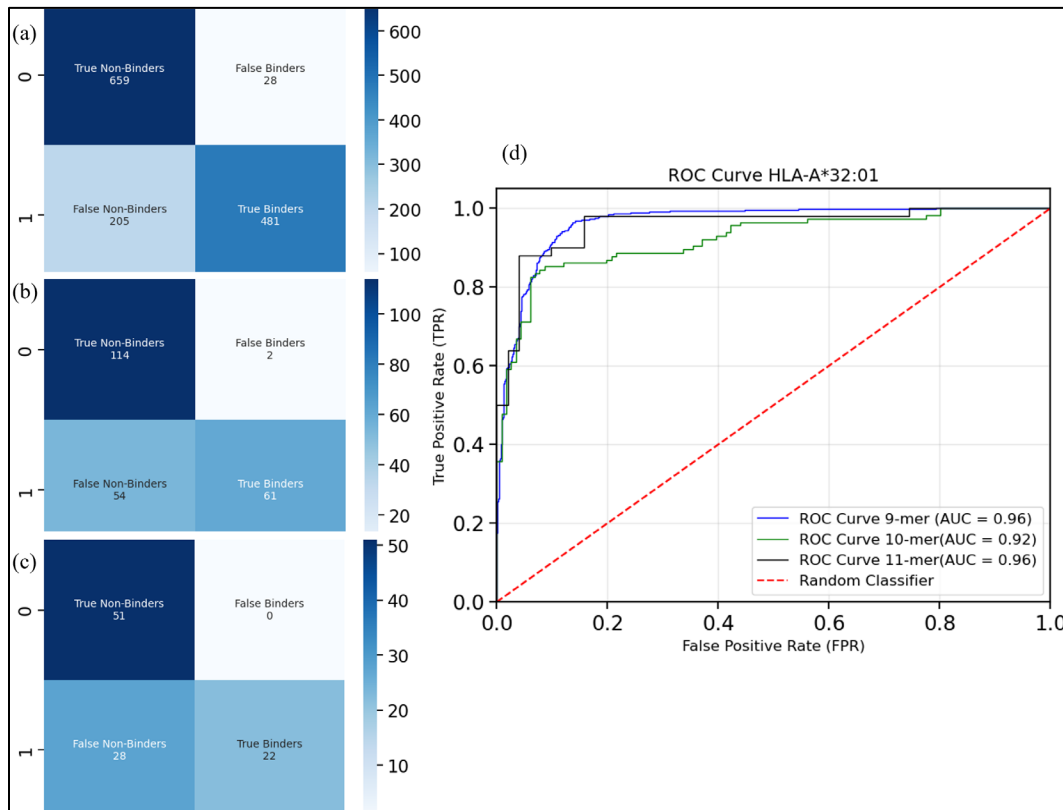 (a)
0
1
True Non-Binders
659
False Binders
28
False Non-Binders
205
True Binders
481
600
500
400
300
200
100
(b)
0
1
True Non-Binders
114
False Binders
2
False Non-Binders
54
True Binders
61
100
80
60
40
20
(c)
0
1
True Non-Binders
51
False Binders
0
False Non-Binders
28
True Binders
22
50
40
30
20
10
(d)
ROC Curve HLA-A*32:01
True Positive Rate (TPR)
1.0
0.8
0.6
0.4
0.2
0.0
0.0
0.2
0.4
0.6
0.8
1.0
False Positive Rate (FPR)
ROC Curve 9-mer (AUC = 0.96)
ROC Curve 10-mer(AUC = 0.92)
ROC Curve 11-mer(AUC = 0.96)
Random Classifier